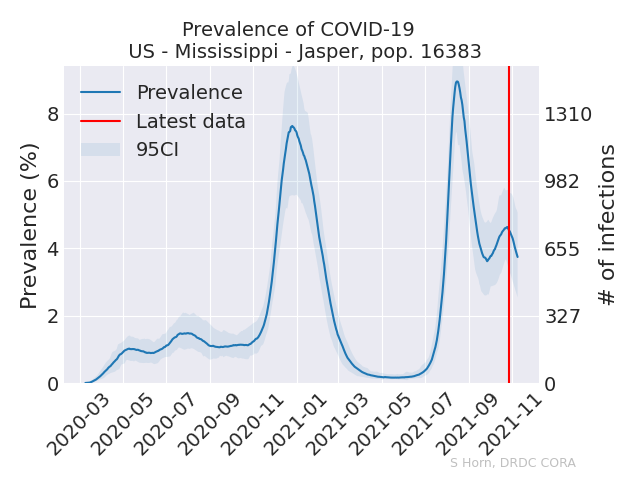 Prevalence of COVID-19
US - Mississippi - Jasper, pop. 16383
Prevalence
Latest data
95CI
Prevalence (%)
8
6
4
2
0
1310
982
655
327
0
# of infections
2020-03
2020-05
2020-07
2020-09
2020-11
2021-01
2021-03
2021-05
2021-07
2021-09
2021-11
S Horn, DRDC CORA